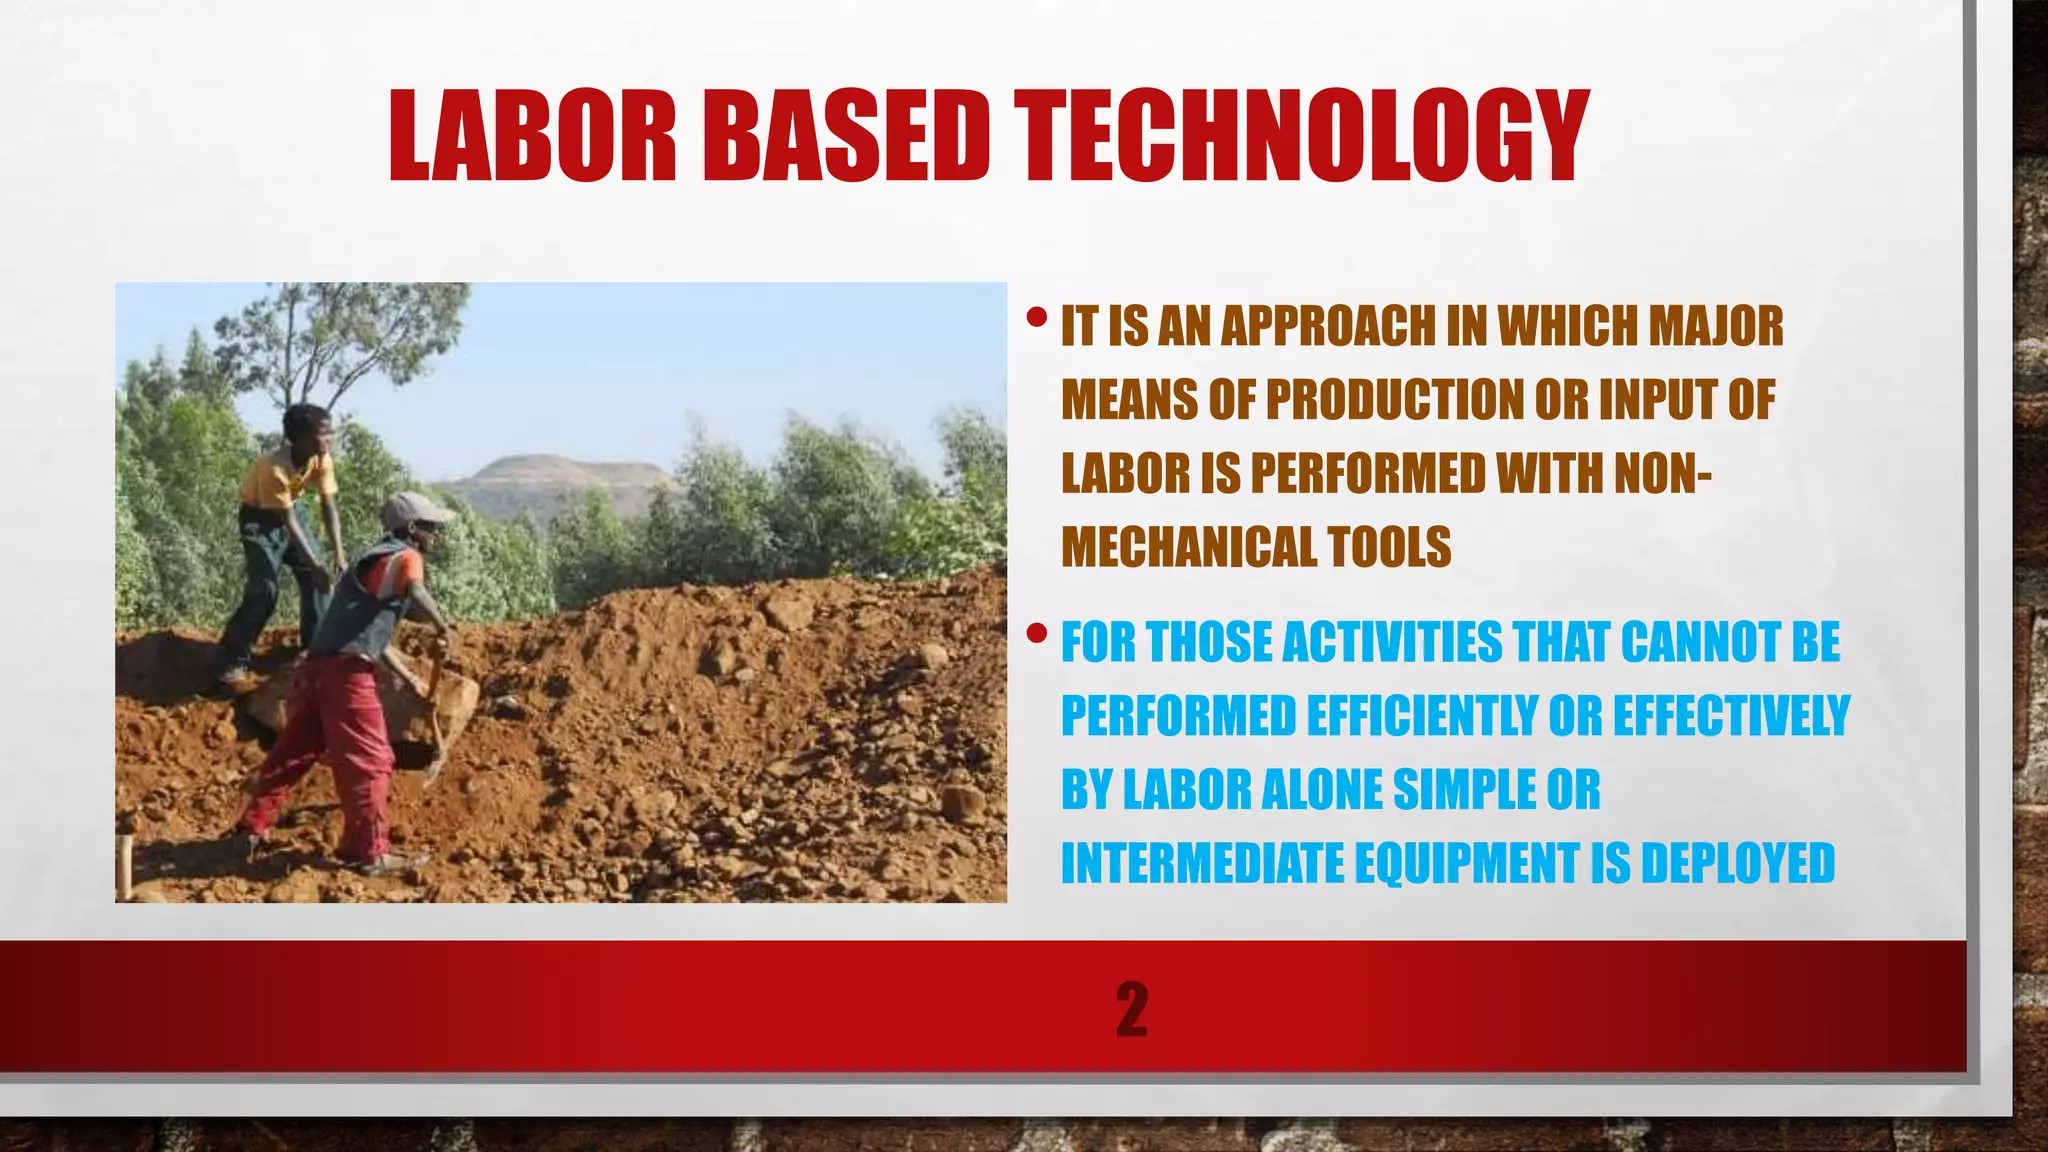 LABOR BASED TECHNOLOGY
• IT IS AN APPROACH IN WHICH MAJOR
MEANS OF PRODUCTION OR INPUT OF
LABOR IS PERFORMED WITH NON-
MECHANICAL TOOLS
• FOR THOSE ACTIVITIES THAT CANNOT BE
PERFORMED EFFICIENTLY OR EFFECTIVELY
BY LABOR ALONE SIMPLE OR
INTERMEDIATE EQUIPMENT IS DEPLOYED
2